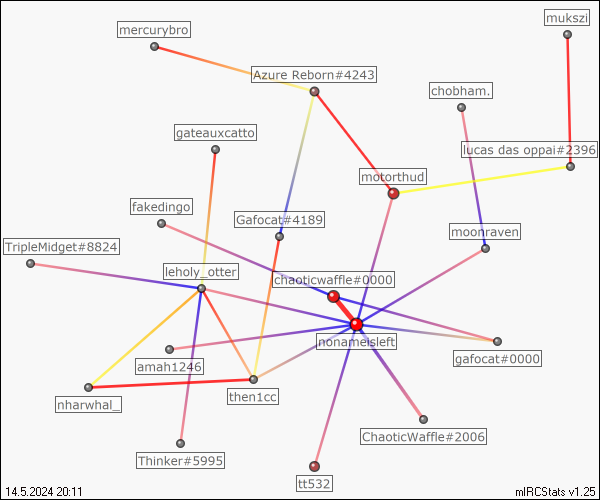 mukszi
mercurybro
Azure Reborn#4243
chobham.
gateauxcatto
lucas das oppai#2396
motorthud
fakedingo
Gafocat#4189
moonraven
TripleMidget#8824
leholy_otter
chaoticwaffle#0000
nonameisleft
gafocat#0000
amah1246
then1cc
nharwhal_
ChaoticWaffle#2006
Thinker#5995
tt532
14.5.2024 20:11
mIRCStats v1.25